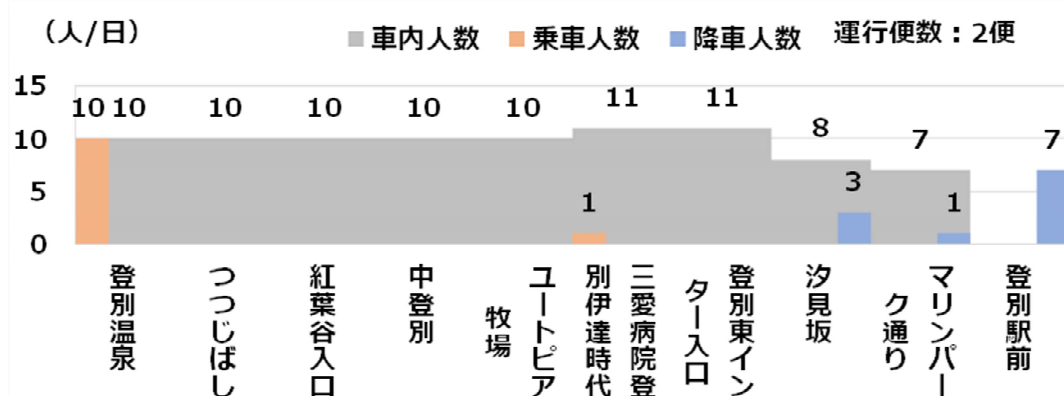 (人/日)
車内人数 乗車人数 降車人数 運行便数：2便
15
10
5
0
10 10 10 10 10 10 11 11 8 7 7
1 3 1
登別温泉
つつじばし
紅葉谷入口
中登別
ユートピア
牧場
三愛病院登
別伊達時代
登別東イン
ター入口
汐見坂
マリンパー
ク通り
登別駅前